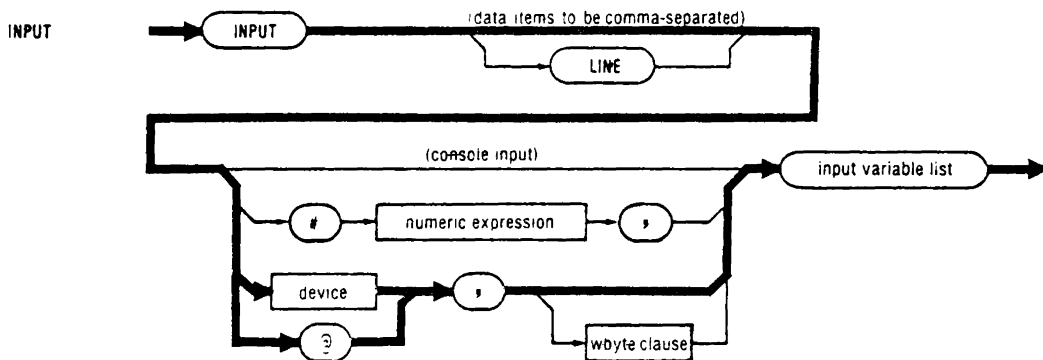 INPUT
INPUT
(data items to be comma-separated)
LINE
(console input)
input variable list
# numeric expression ,
device ,
@
wbyte clause